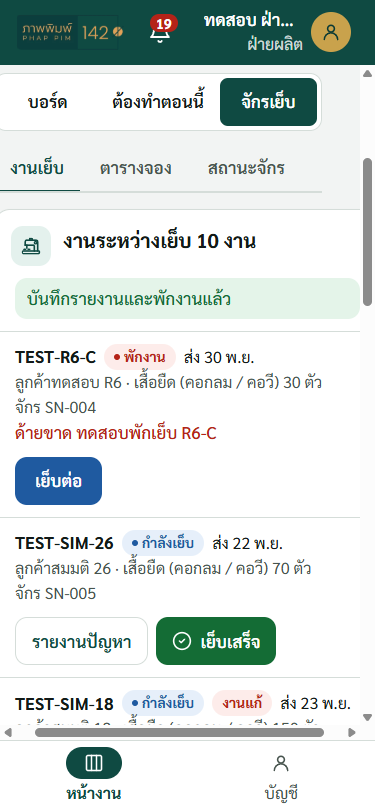 ภาพพิมพ์ 142
PHAP PIM
19
ทดสอบ ฝ่า...
ฝ่ายผลิต
บอร์ด ต้องทำตอนนี้ จักรเย็บ
งานเย็บ ตารางจอง สถานะจักร
งานระหว่างเย็บ 10 งาน
บันทึกรายงานและพักงานแล้ว
TEST-R6-C พักงาน ส่ง 30 พ.ย.
ลูกค้าทดสอบ R6 · เสื้อยืด (คอกลม / คอวี) 30 ตัว
จักร SN-004
ด้ายขาด ทดสอบพักเย็บ R6-C
เย็บต่อ
TEST-SIM-26 กำลังเย็บ ส่ง 22 พ.ย.
ลูกค้าสมมติ 26 · เสื้อยืด (คอกลม / คอวี) 70 ตัว
จักร SN-005
รายงานปัญหา เย็บเสร็จ
TEST-SIM-18 กำลังเย็บ งานแก้ ส่ง 23 พ.ย.
หน้างาน บัญชี